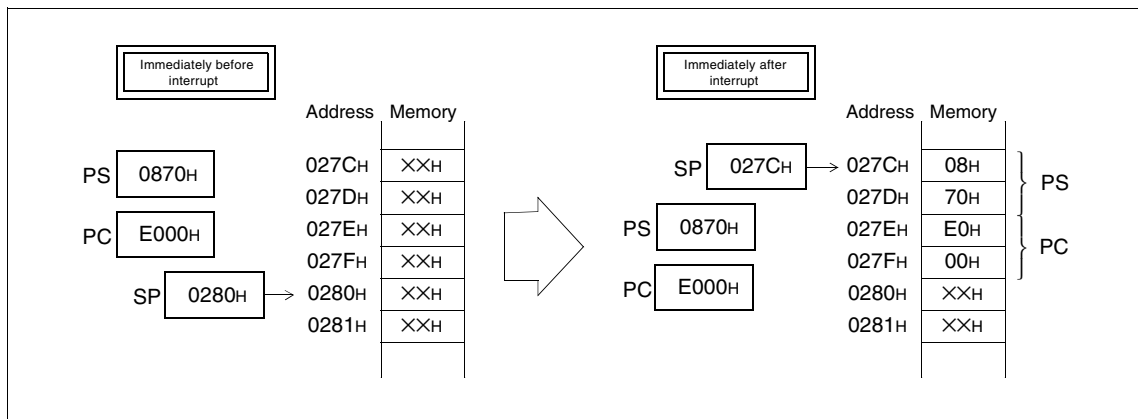 Immediately before
interrupt
Address Memory
PS 0870H
PC E000H
SP 0280H
027CH ××H
027DH ××H
027EH ××H
027FH ××H
0280H ××H
0281H ××H
Immediately after
interrupt
Address Memory
SP 027CH
PS 0870H
PC E000H
027CH 08H
027DH 70H
027EH E0H
027FH 00H
0280H ××H
0281H ××H
PS
PC